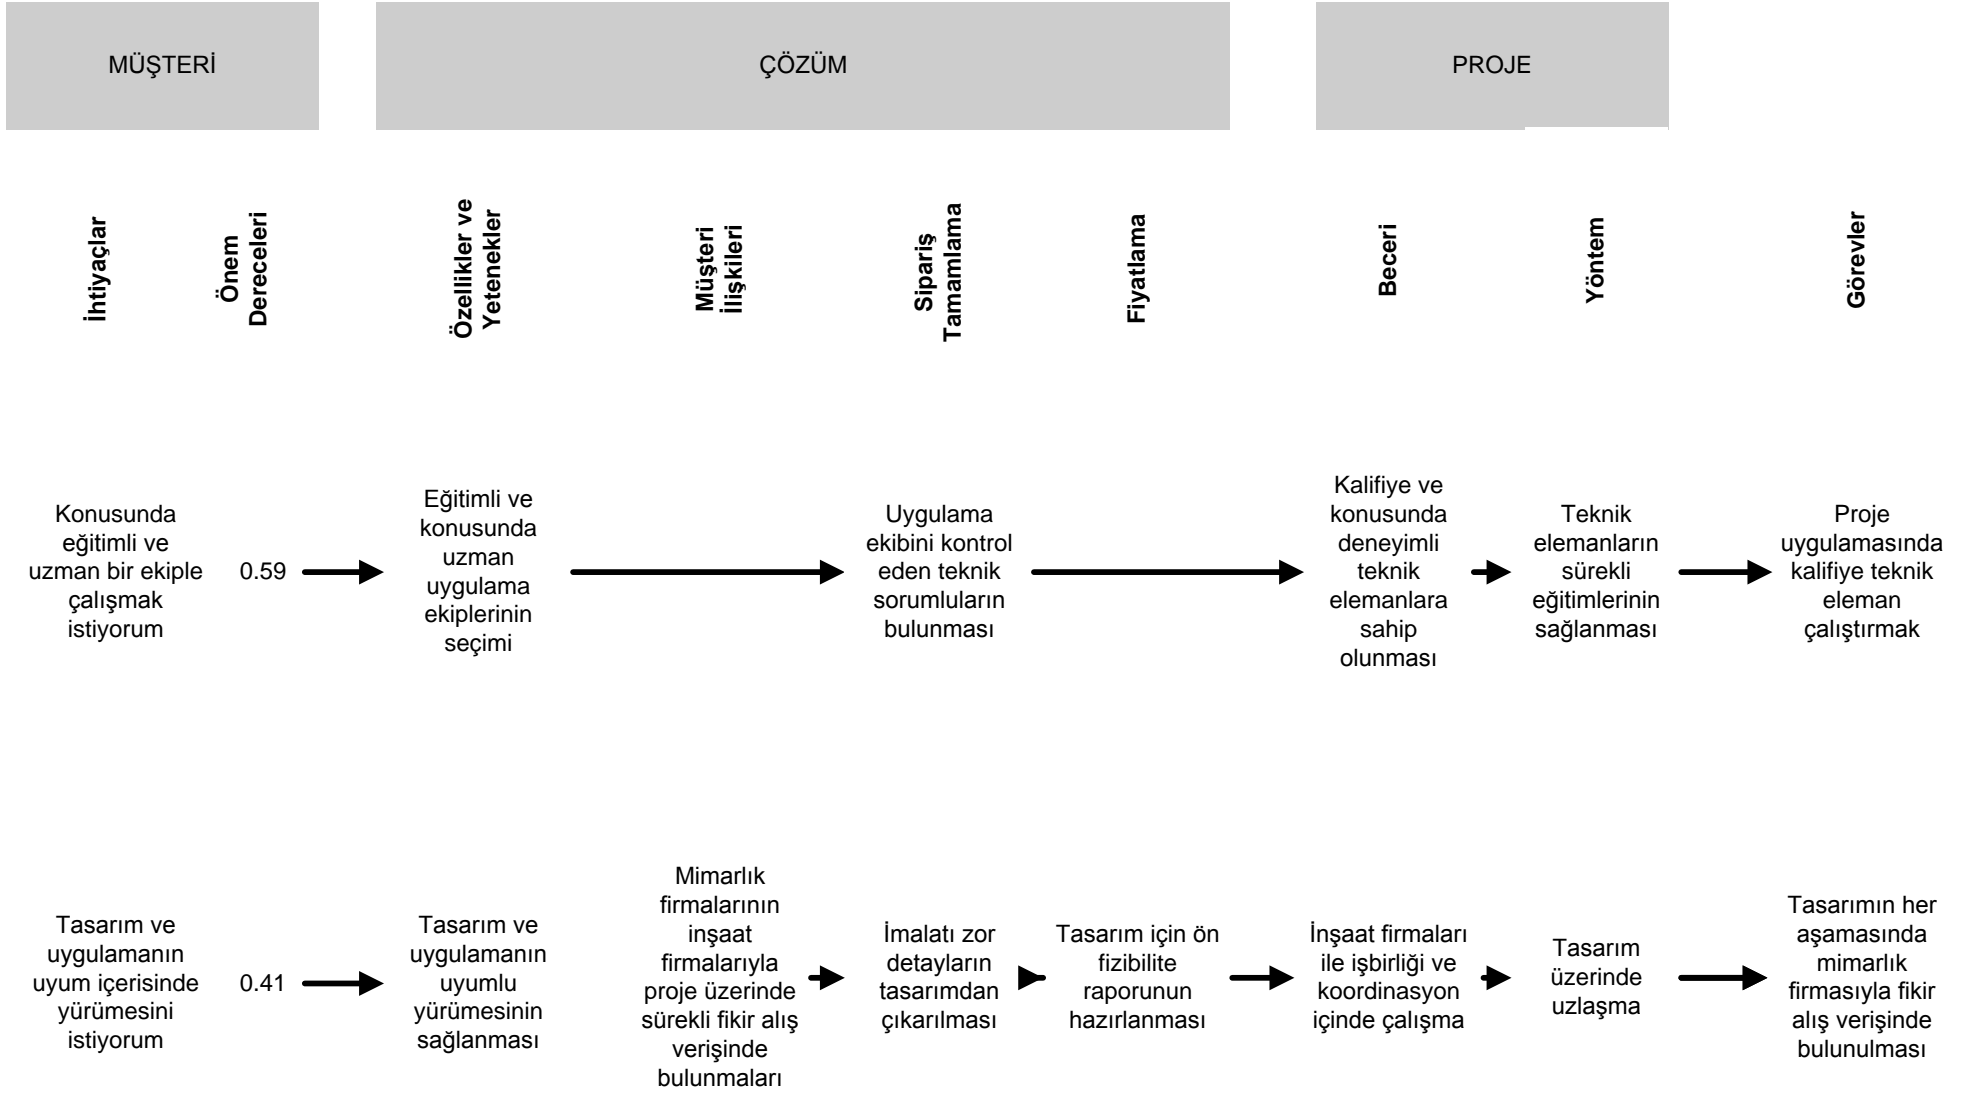 MÜŞTERİ
ÇÖZÜM
PROJE
İhtiyaçlar
Önem
Dereceleri
Özellikler ve
Yetenekler
Müşteri
İlişkileri
Sipariş
Tamamlama
Fiyatlama
Beceri
Yöntem
Görevler
Konusunda
eğitimli ve
uzman bir ekiple
çalışmak
istiyorum
0.59
Eğitimli ve
konusunda
uzman
uygulama
ekiplerinin
seçimi
Uygulama
ekibini kontrol
eden teknik
sorumluların
bulunması
Kalifiye ve
konusunda
deneyimli
teknik
elemanlara
sahip
olunması
Teknik
elemanların
sürekli
eğitimlerinin
sağlanması
Proje
uygulamasında
kalifiye teknik
eleman
çalıştırmak
Tasarım ve
uygulamanın
uyum içerisinde
yürümesini
istiyorum
0.41
Tasarım ve
uygulamanın
uyumlu
yürümesinin
sağlanması
Mimarlık
firmalarının
inşaat
firmalarıyla
proje üzerinde
sürekli fikir alış
verişinde
bulunmaları
İmalatı zor
detayların
tasarımdan
çıkarılması
Tasarım için ön
fizibilite
raporunun
hazırlanması
İnşaat firmaları
ile işbirliği ve
koordinasyon
içinde çalışma
Tasarım
üzerinde
uzlaşma
Tasarımın her
aşamasında
mimarlık
firmasıyla fikir
alış verişinde
bulunulması